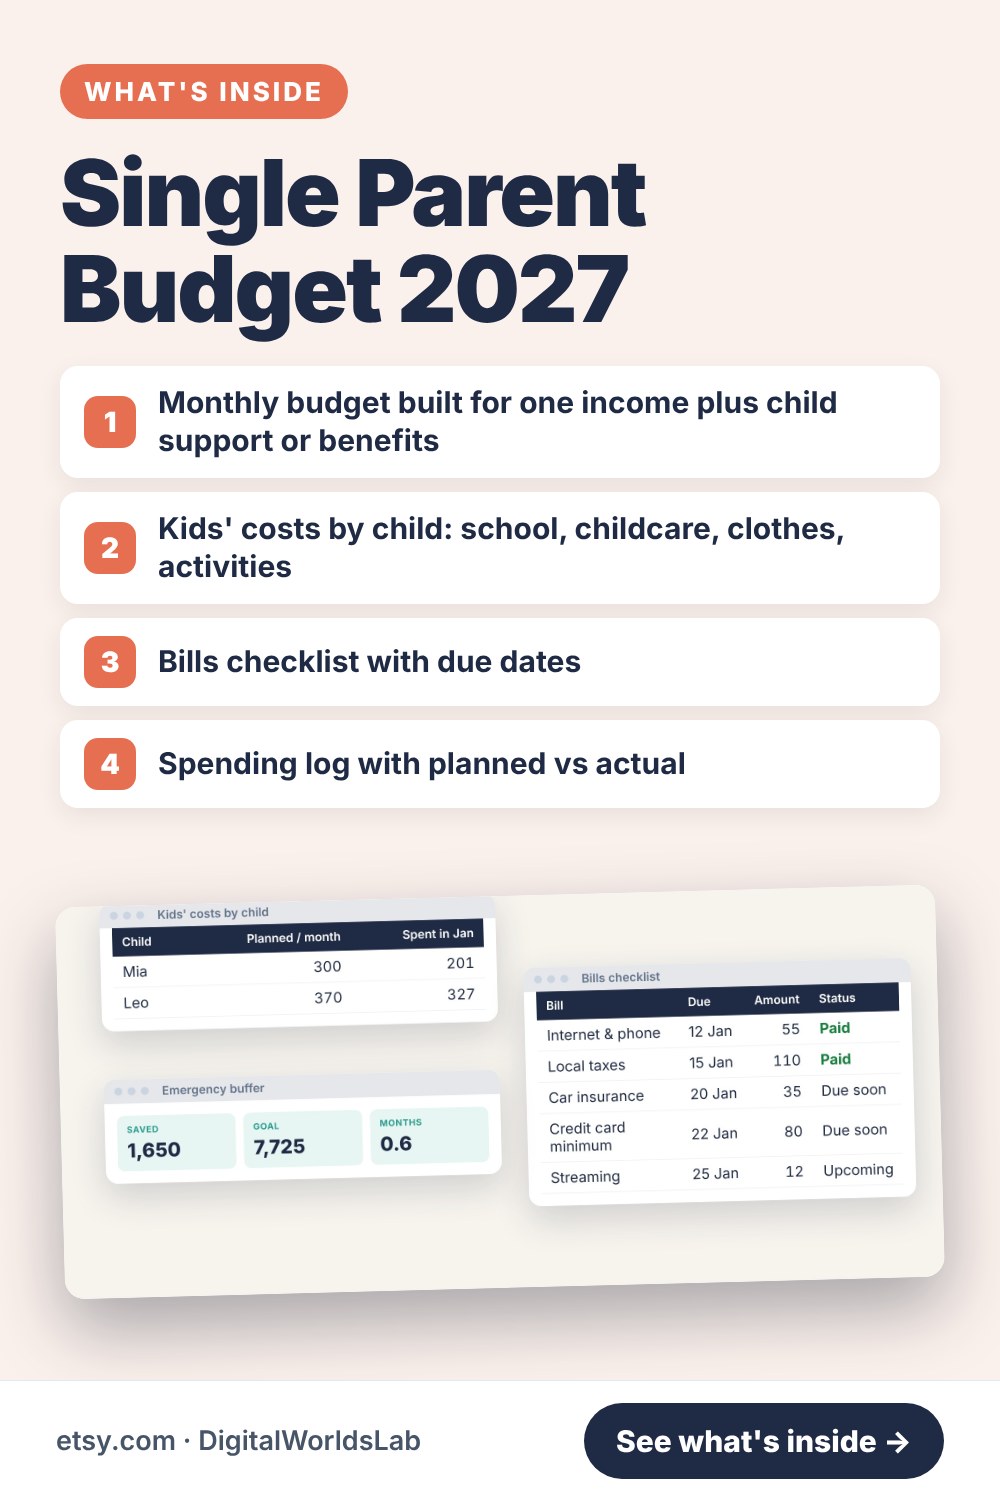 WHAT'S INSIDE
Single Parent
Budget 2027
1 Monthly budget built for one income plus child
support or benefits
2 Kids' costs by child: school, childcare, clothes,
activities
3 Bills checklist with due dates
4 Spending log with planned vs actual
Kids' costs by child
Child Planned / month Spent in Jan
Mia 300 201
Leo 370 327
Emergency buffer
SAVED GOAL MONTHS
1,650 7,725 0.6
Bills checklist
Bill Due Amount Status
Internet & phone 12 Jan 55 Paid
Local taxes 15 Jan 110 Paid
Car insurance 20 Jan 35 Due soon
Credit card
minimum 22 Jan 80 Due soon
Streaming 25 Jan 12 Upcoming
etsy.com · DigitalWorldsLab
See what's inside →